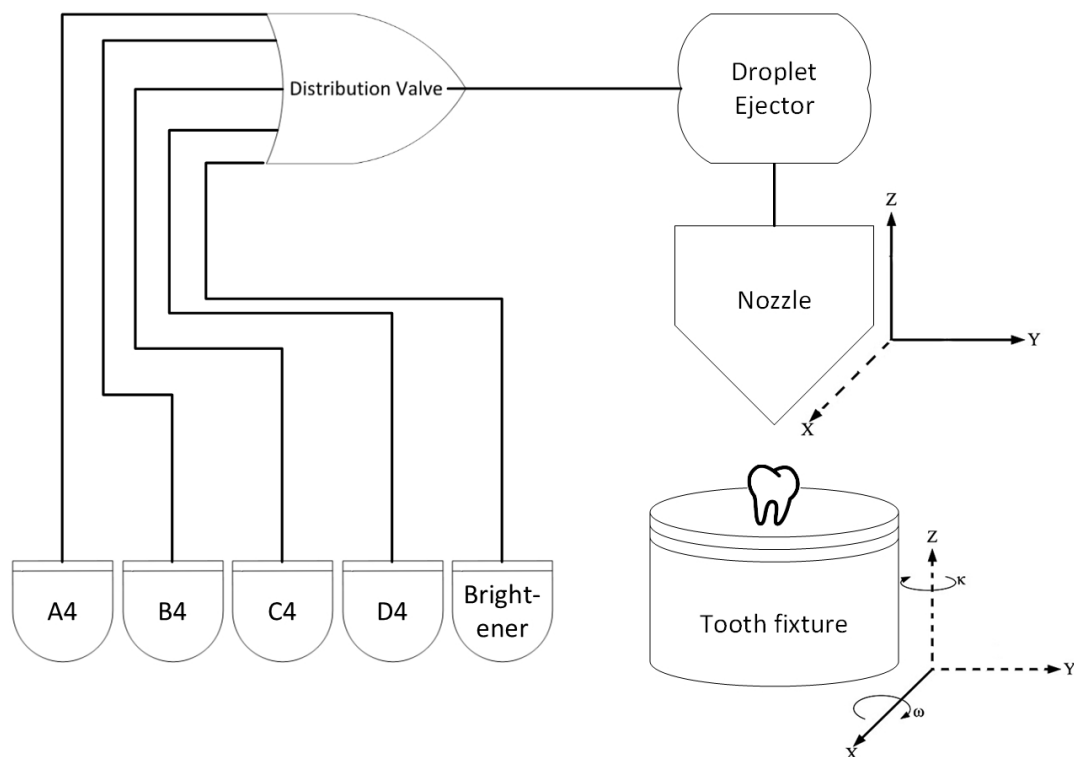 Distribution Valve
Droplet
Ejector
Z
Nozzle
Y
X
Z
κ
A4
B4
C4
D4
Bright-
ener
Tooth fixture
Y
ω
X